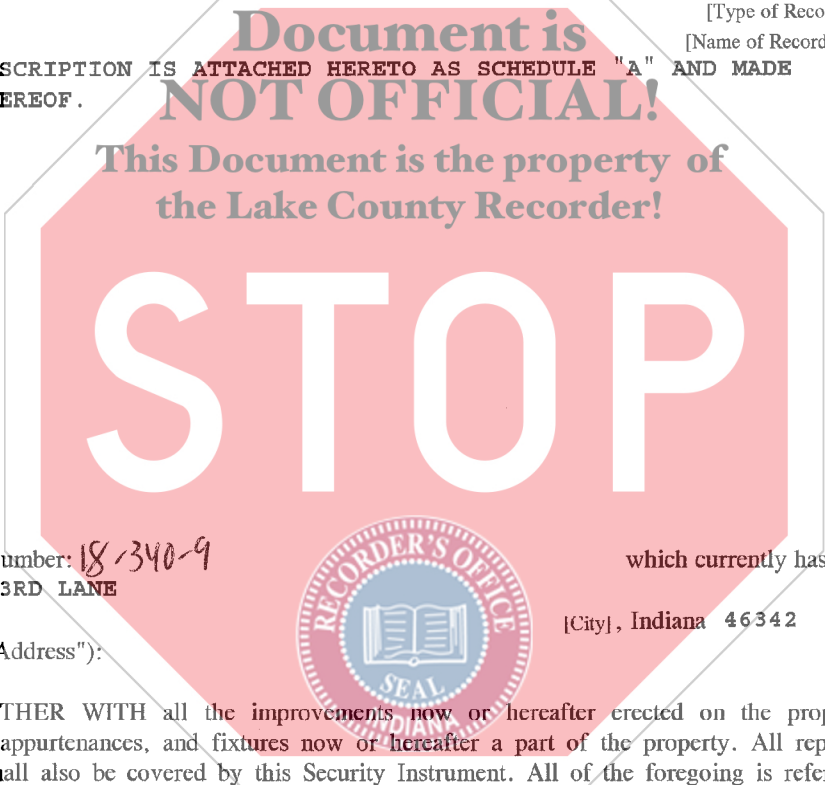 [Type of Reco
Document is
[Name of Record
SCRIPTION IS ATTACHED HERETO AS SCHEDULE "A" AND MADE
EREOF.
NOT OFFICIAL!
This Document is the property of
the Lake County Recorder!
STOP
umber: 18-340-9 which currently has
3RD LANE
[City], Indiana 46342
Address"):
RECORDER'S OFFICE
SEAL
INDIANA
THER WITH all the improvements now or hereafter erected on the prop
appurtenances, and fixtures now or hereafter a part of the property. All rep
all also be covered by this Security Instrument. All of the foregoing is refer